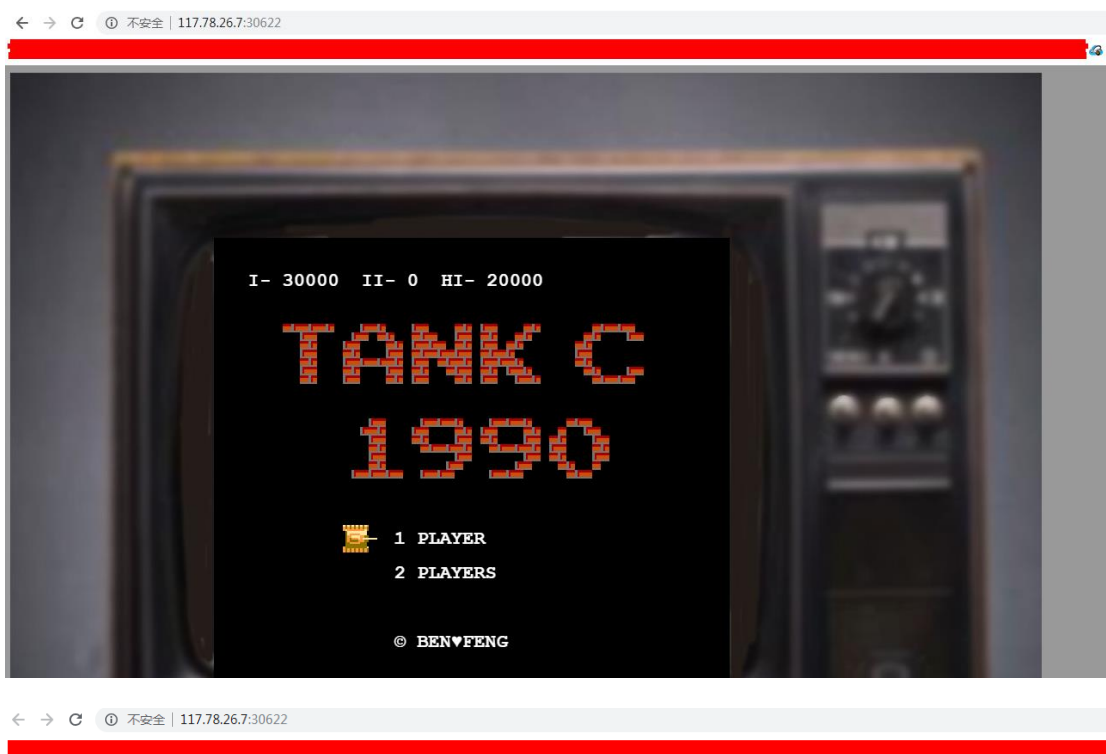 不安全 | 117.78.26.7:30622
I- 30000 II- 0 HI- 20000
TANK C
1990
1 PLAYER
2 PLAYERS
© BEN♥FENG
不安全 | 117.78.26.7:30622